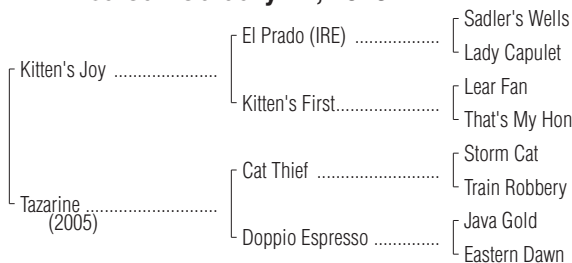 Sadler's Wells
El Prado (IRE) ..................
Lady Capulet
Kitten's Joy ......................
Lear Fan
Kitten's First......................
That's My Hon
Storm Cat
Cat Thief ..........................
Train Robbery
Tazarine ............................
(2005)
Java Gold
Doppio Espresso ..............
Eastern Dawn